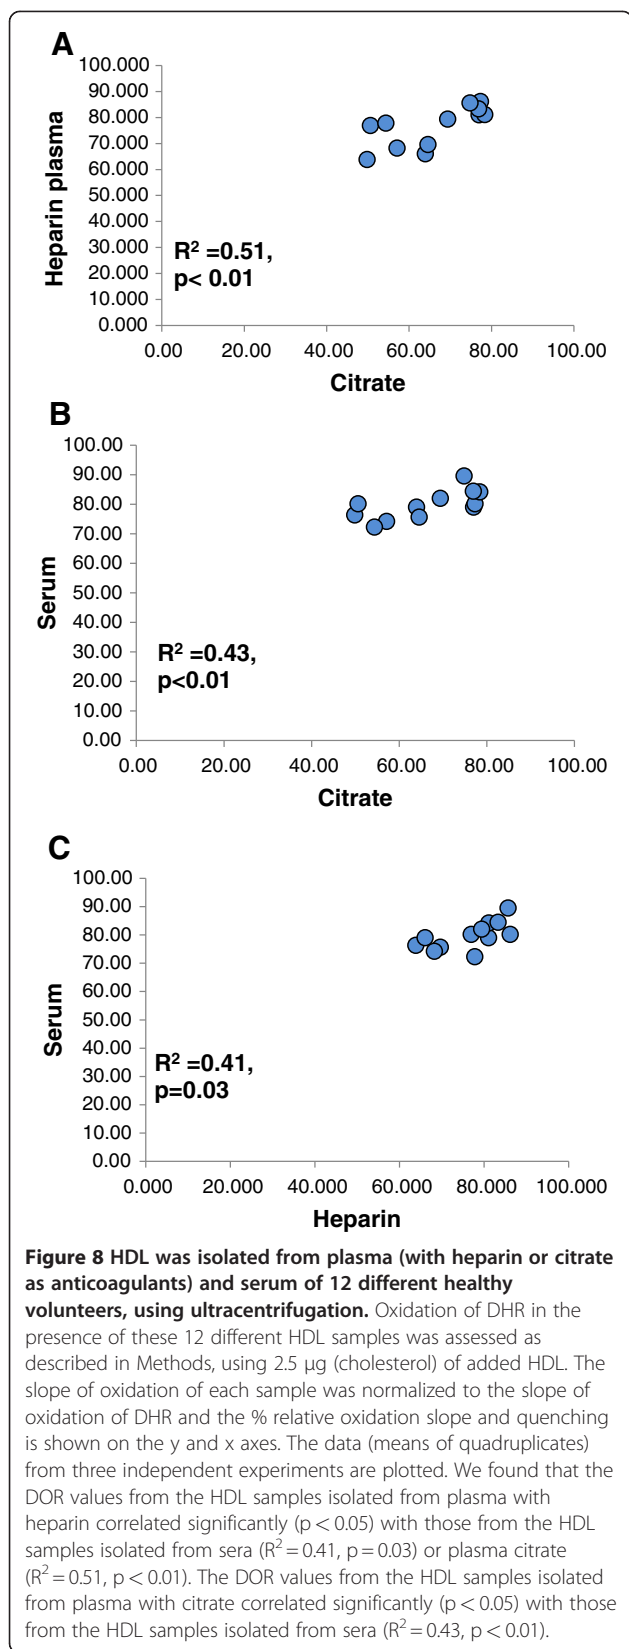 A
100.000
90.000
80.000
70.000
60.000
50.000
40.000
30.000
20.000
10.000
0.000
Heparin plasma
R² =0.51,
p< 0.01
0.00 20.00 40.00 60.00 80.00 100.00
Citrate
B
100.00
90.00
80.00
70.00
60.00
50.00
40.00
30.00
20.00
10.00
0.00
Serum
R² =0.43,
p<0.01
0.00 20.00 40.00 60.00 80.00 100.00
Citrate
C
100.00
90.00
80.00
70.00
60.00
50.00
40.00
30.00
20.00
10.00
0.00
Serum
R² =0.41,
p=0.03
0.000 20.000 40.000 60.000 80.000 100.000
Heparin
Figure 8 HDL was isolated from plasma (with heparin or citrate
as anticoagulants) and serum of 12 different healthy
volunteers, using ultracentrifugation. Oxidation of DHR in the
presence of these 12 different HDL samples was assessed as
described in Methods, using 2.5 μg (cholesterol) of added HDL. The
slope of oxidation of each sample was normalized to the slope of
oxidation of DHR and the % relative oxidation slope and quenching
is shown on the y and x axes. The data (means of quadruplicates)
from three independent experiments are plotted. We found that the
DOR values from the HDL samples isolated from plasma with
heparin correlated significantly (p < 0.05) with those from the HDL
samples isolated from sera (R² = 0.41, p = 0.03) or plasma citrate
(R² = 0.51, p < 0.01). The DOR values from the HDL samples isolated
from plasma with citrate correlated significantly (p < 0.05) with those
from the HDL samples isolated from sera (R² = 0.43, p < 0.01).